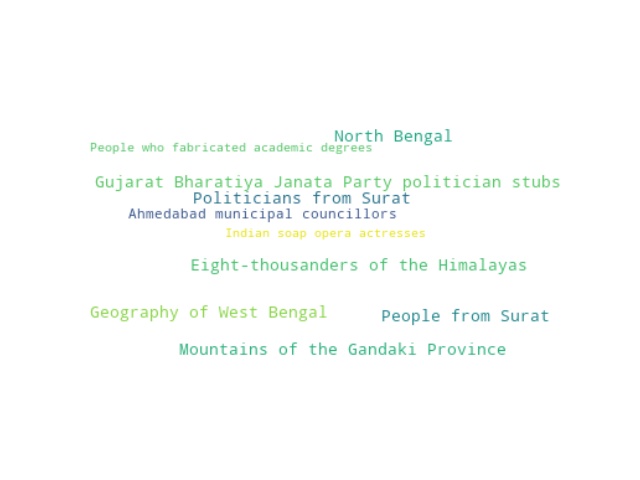 North Bengal
People who fabricated academic degrees
Gujarat Bharatiya Janata Party politician stubs
Politicians from Surat
Ahmedabad municipal councillors
Indian soap opera actresses
Eight-thousanders of the Himalayas
Geography of West Bengal
People from Surat
Mountains of the Gandaki Province